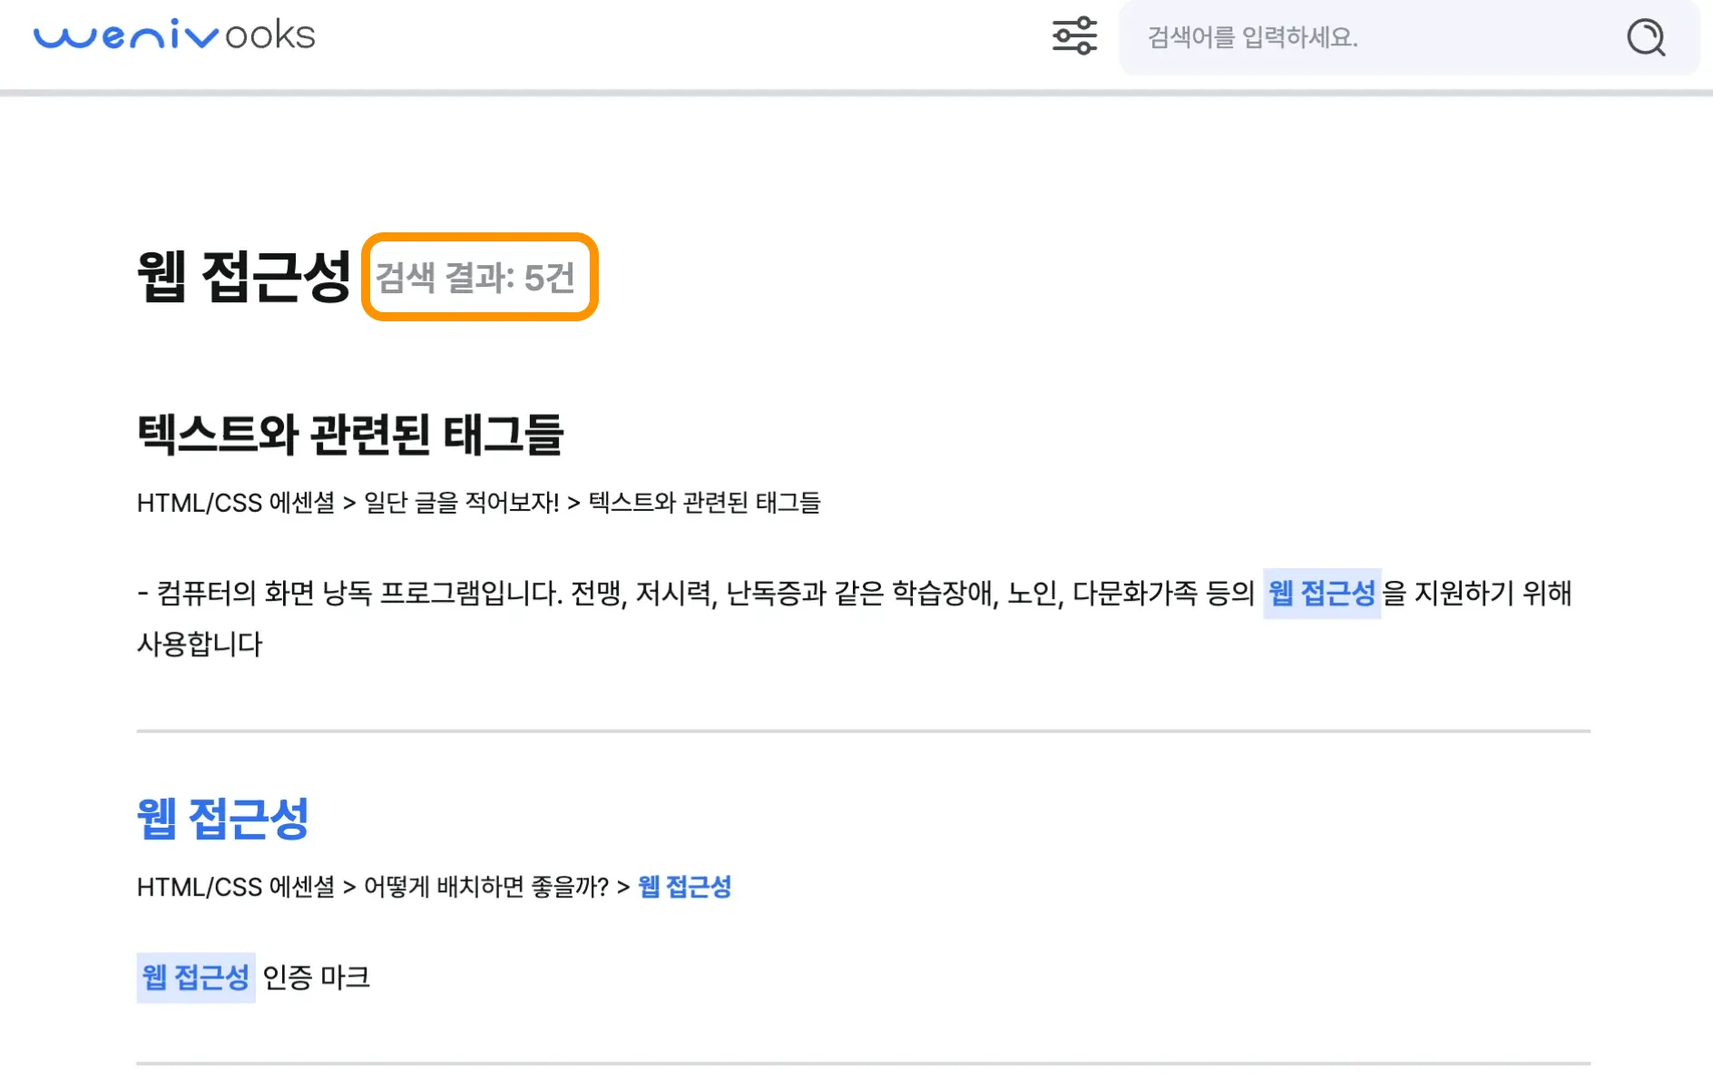 wenivooks
검색어를 입력하세요.
웹 접근성 검색 결과: 5건
텍스트와 관련된 태그들
HTML/CSS 에센셜 > 일단 글을 적어보자! > 텍스트와 관련된 태그들
- 컴퓨터의 화면 낭독 프로그램입니다. 전맹, 저시력, 난독증과 같은 학습장애, 노인, 다문화가족 등의 웹 접근성을 지원하기 위해
사용합니다
웹 접근성
HTML/CSS 에센셜 > 어떻게 배치하면 좋을까? > 웹 접근성
웹 접근성 인증 마크